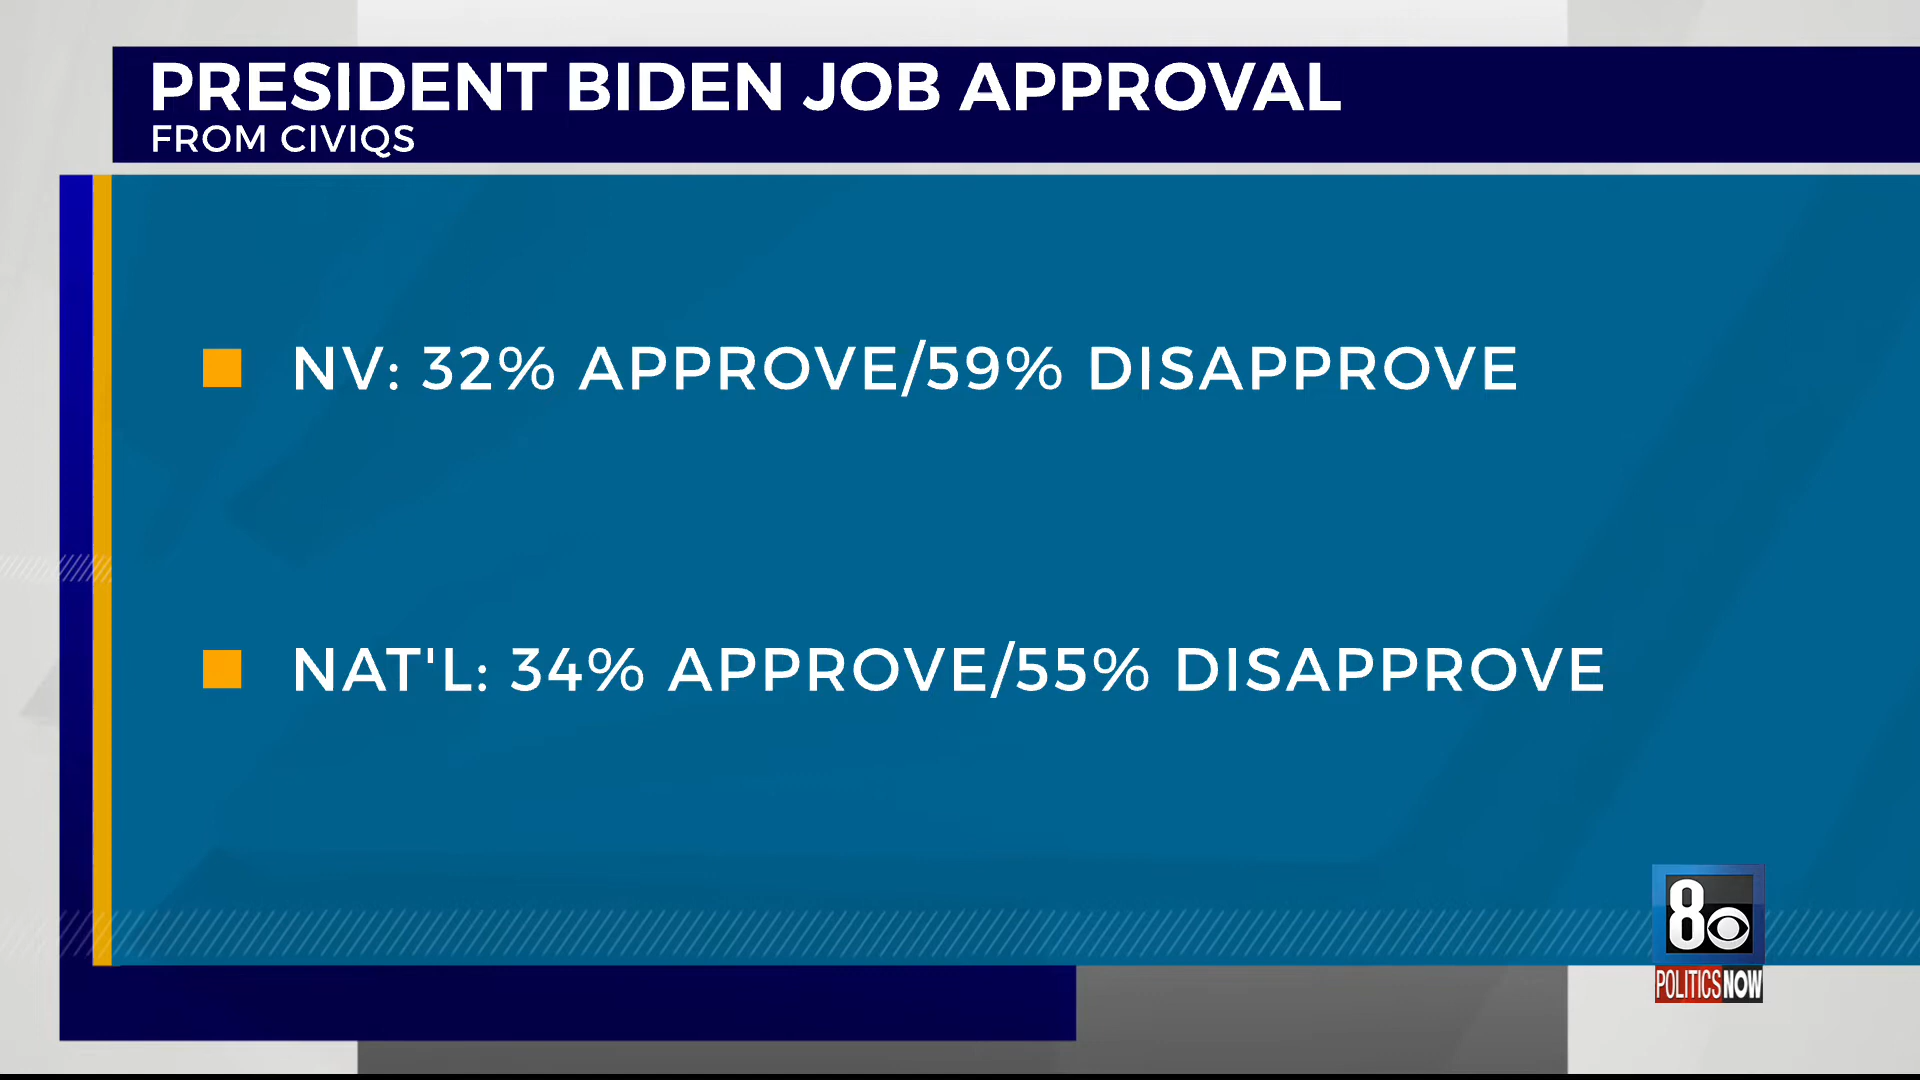 PRESIDENT BIDEN JOB APPROVAL
FROM CIVIQS
NV: 32% APPROVE/59% DISAPPROVE
NAT'L: 34% APPROVE/55% DISAPPROVE
8
POLITICS NOW